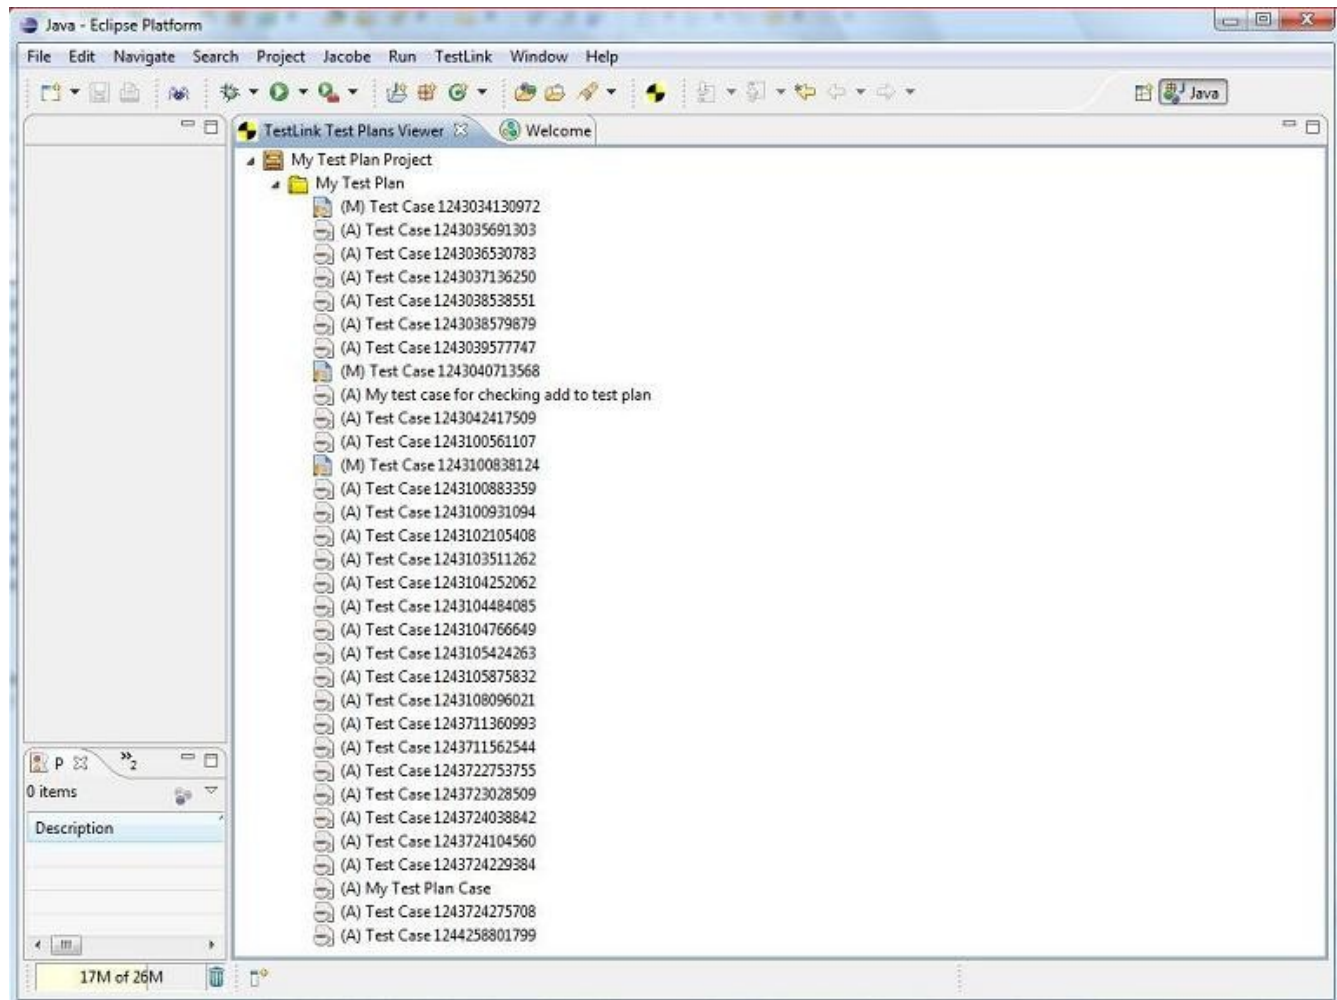 Java - Eclipse Platform
File Edit Navigate Search Project Jacobe Run TestLink Window Help
Java
TestLink Test Plans Viewer Welcome
My Test Plan Project
My Test Plan
(M) Test Case 1243034130972
(A) Test Case 1243035691303
(A) Test Case 1243036530783
(A) Test Case 1243037136250
(A) Test Case 1243038538551
(A) Test Case 1243038579879
(A) Test Case 1243039577747
(M) Test Case 1243040713568
(A) My test case for checking add to test plan
(A) Test Case 1243042417509
(A) Test Case 1243100561107
(M) Test Case 1243100838124
(A) Test Case 1243100883359
(A) Test Case 1243100931094
(A) Test Case 1243102105408
(A) Test Case 1243103511262
(A) Test Case 1243104252062
(A) Test Case 1243104484085
(A) Test Case 1243104766649
(A) Test Case 1243105424263
(A) Test Case 1243105875832
(A) Test Case 1243108096021
(A) Test Case 1243711360993
(A) Test Case 1243711562544
(A) Test Case 1243722753755
(A) Test Case 1243723028509
(A) Test Case 1243724038842
(A) Test Case 1243724104560
(A) Test Case 1243724229384
(A) My Test Plan Case
(A) Test Case 1243724275708
(A) Test Case 1244258801799
P »2
0 items
Description
17M of 26M